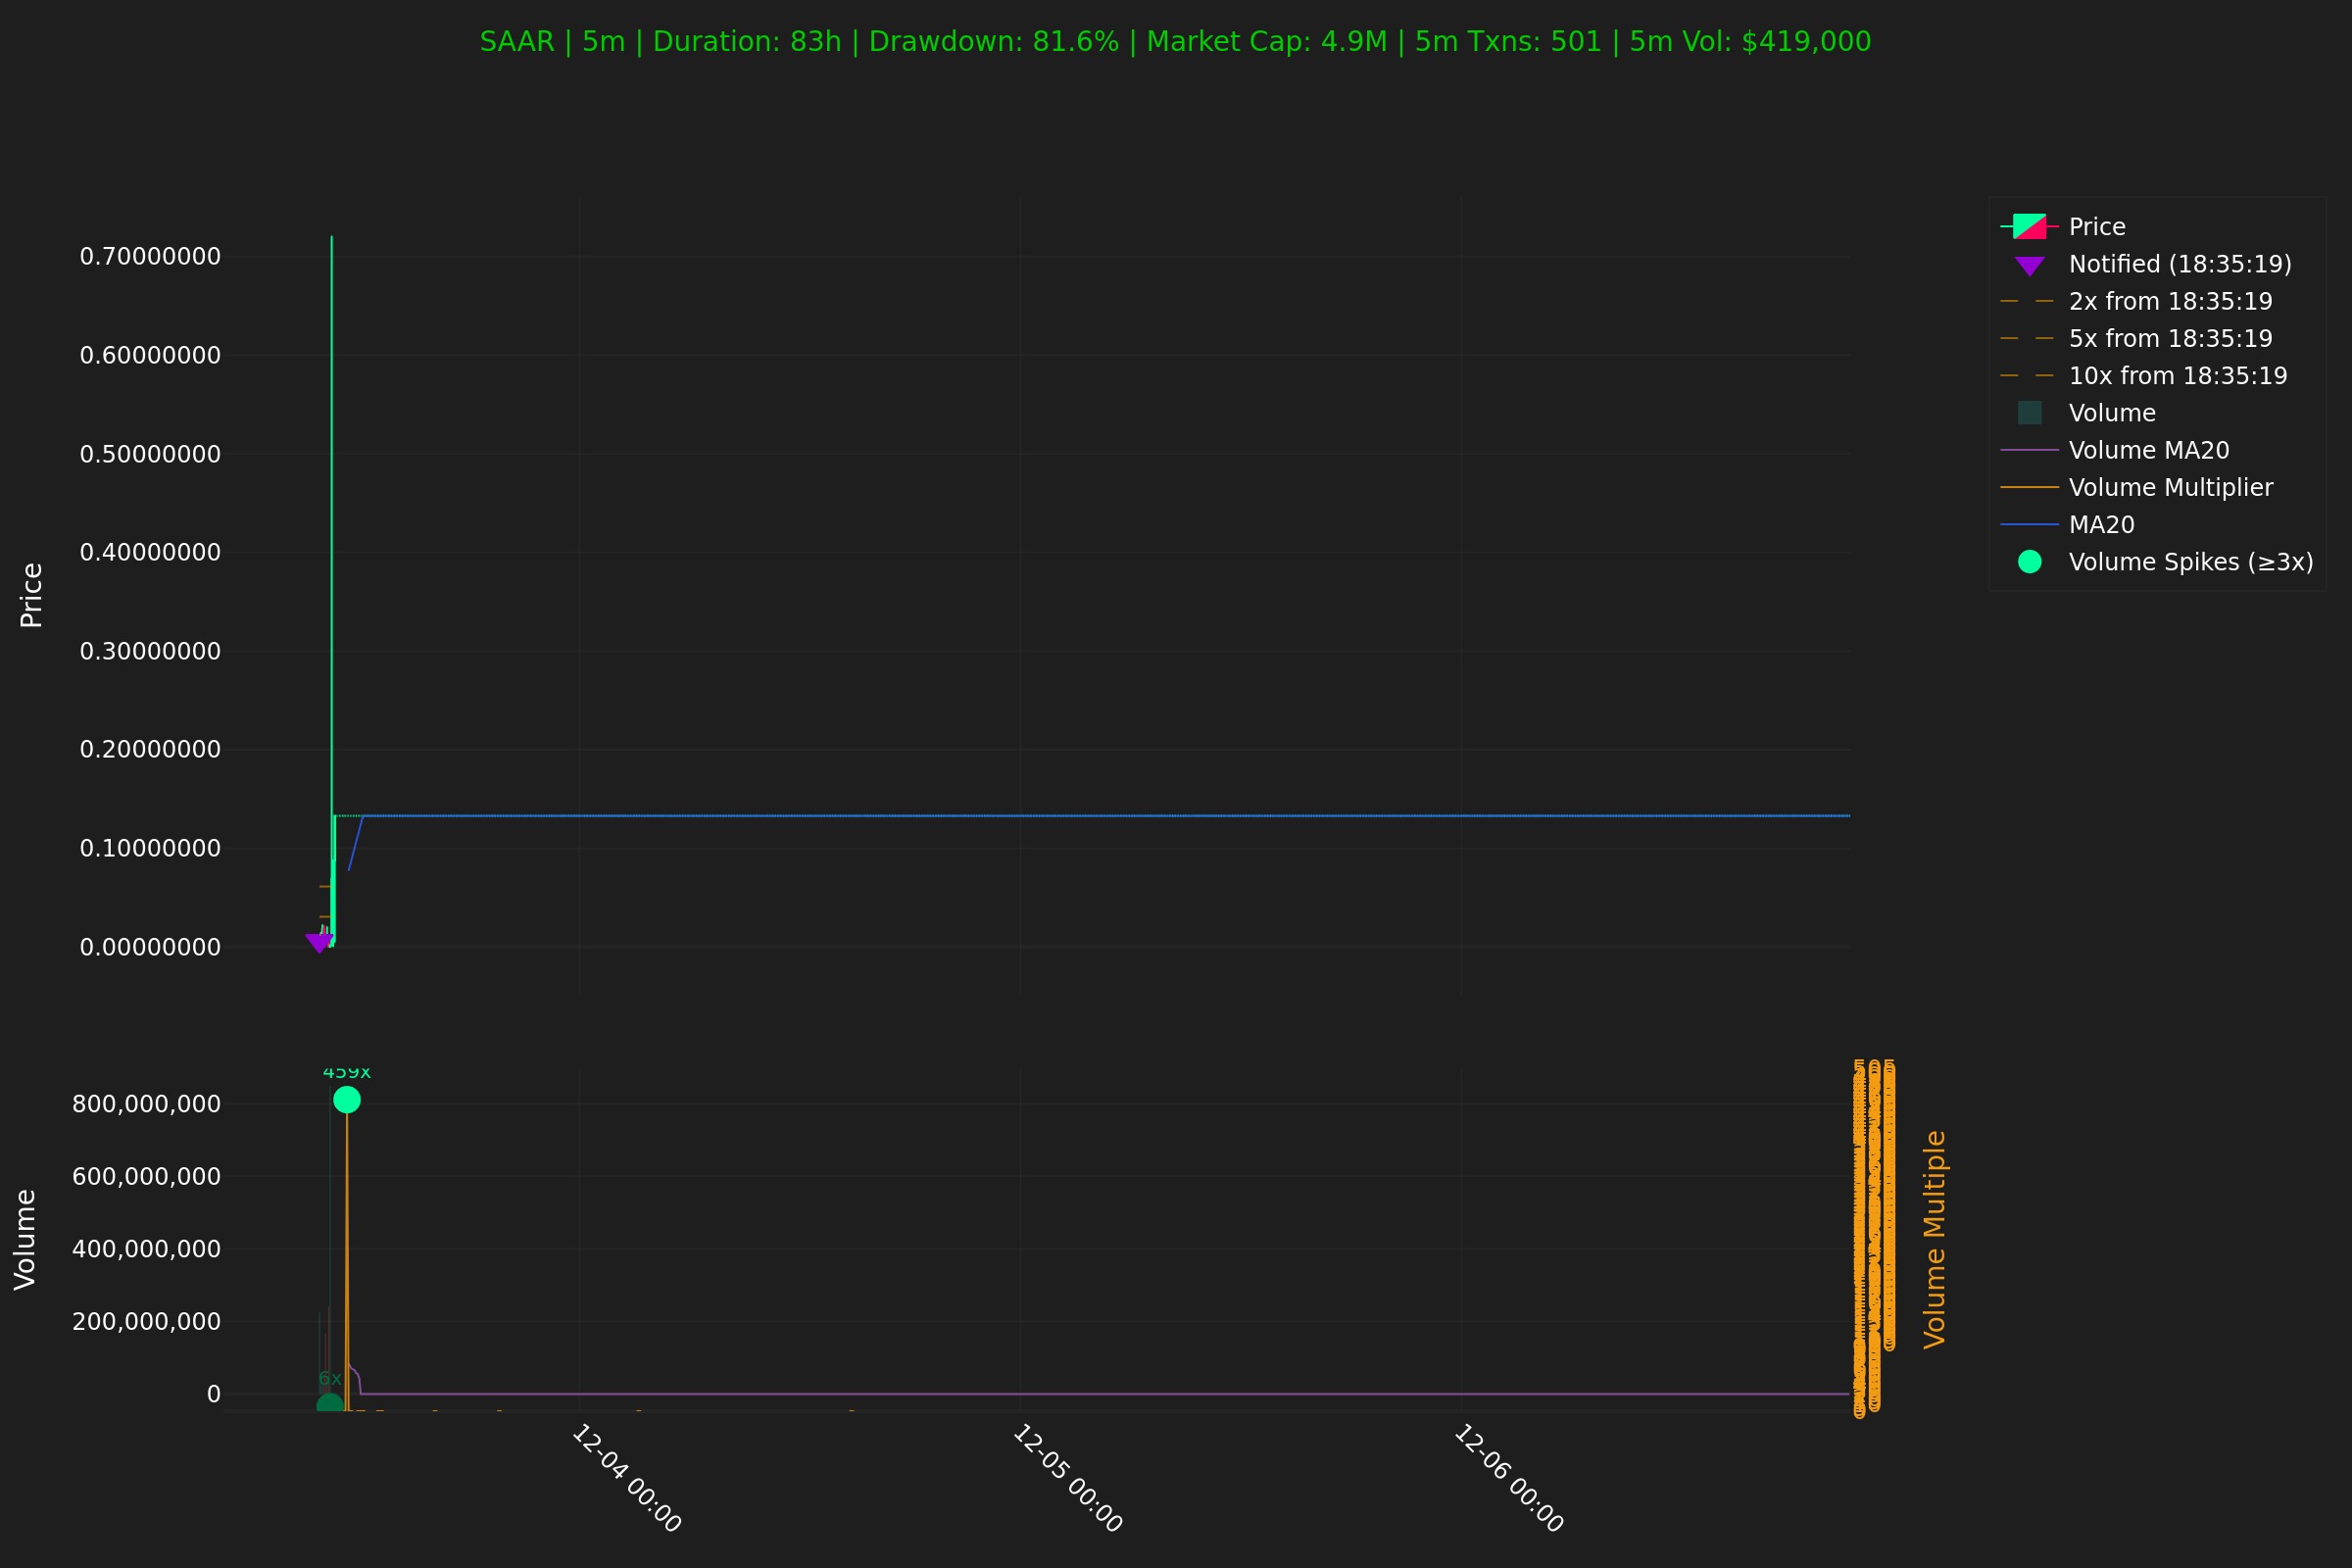 SAAR | 5m | Duration: 83h | Drawdown: 81.6% | Market Cap: 4.9M | 5m Txns: 501 | 5m Vol: $419,000
Price
0.70000000
0.60000000
0.50000000
0.40000000
0.30000000
0.20000000
0.10000000
0.00000000
Price
Notified (18:35:19)
2x from 18:35:19
5x from 18:35:19
10x from 18:35:19
Volume
Volume MA20
Volume Multiplier
MA20
Volume Spikes (≥3x)
Volume
800,000,000
600,000,000
400,000,000
200,000,000
0
459x
6x
Volume Multiple
12-04 00:00
12-05 00:00
12-06 00:00